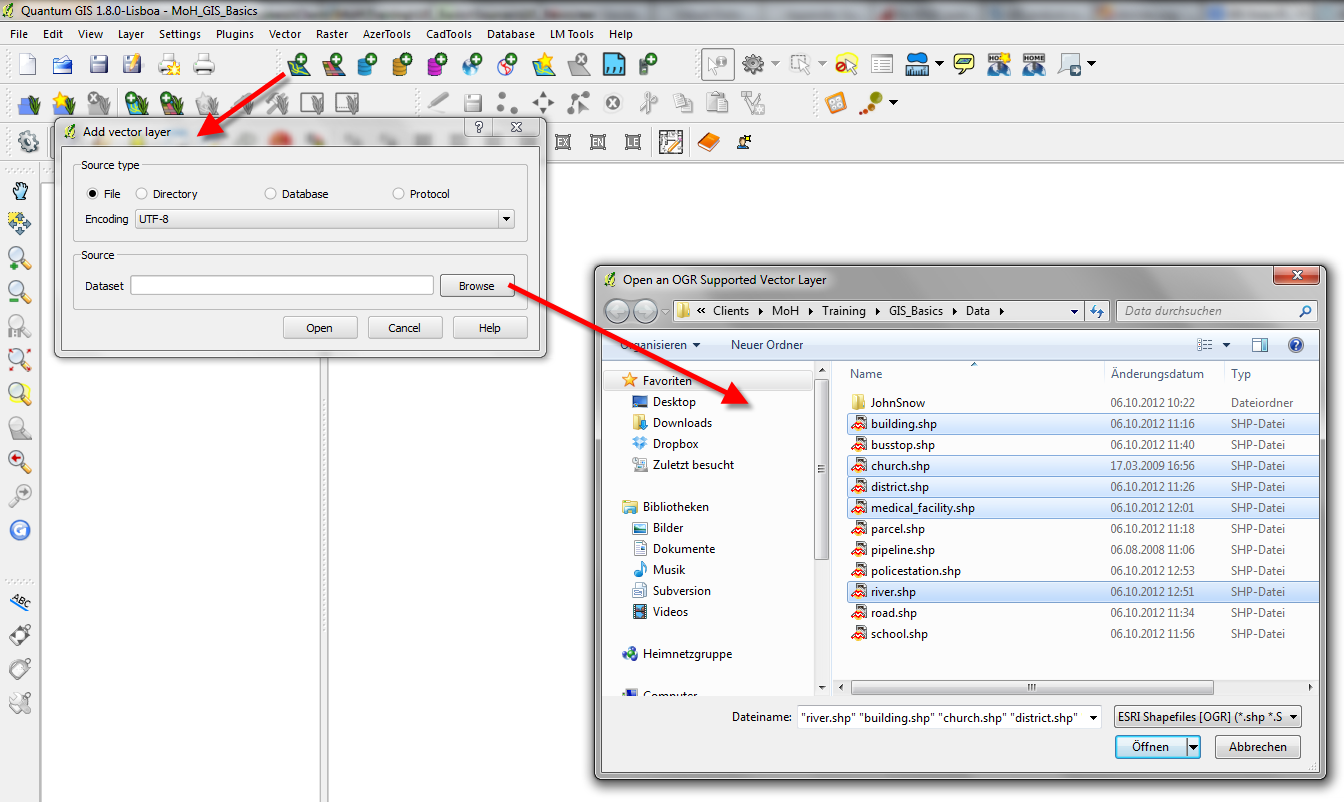 Quantum GIS 1.8.0-Lisboa - MoH_GIS_Basics
File Edit View Layer Settings Plugins Vector Raster AzerTools CadTools Database LM Tools Help
HOME
EX EN LE
ABC
Add vector layer
?
Source type
File Directory Database Protocol
Encoding UTF-8
Source
Dataset Browse
Open Cancel Help
Open an OGR Supported Vector Layer
« Clients MoH Training GIS_Basics Data
Data durchsuchen
Organisieren Neuer Ordner
Favoriten
Desktop
Downloads
Dropbox
Zuletzt besucht
Bibliotheken
Bilder
Dokumente
Musik
Subversion
Videos
Heimnetzgruppe
Computer
Name Änderungsdatum Typ
JohnSnow 06.10.2012 10:22 Dateiordner
building.shp 06.10.2012 11:16 SHP-Datei
busstop.shp 06.10.2012 11:40 SHP-Datei
church.shp 17.03.2009 16:56 SHP-Datei
district.shp 06.10.2012 11:26 SHP-Datei
medical_facility.shp 06.10.2012 12:01 SHP-Datei
parcel.shp 06.10.2012 11:18 SHP-Datei
pipeline.shp 06.08.2008 11:06 SHP-Datei
policestation.shp 06.10.2012 12:53 SHP-Datei
river.shp 06.10.2012 12:51 SHP-Datei
road.shp 06.10.2012 11:34 SHP-Datei
school.shp 06.10.2012 11:56 SHP-Datei
Dateiname: "river.shp" "building.shp" "church.shp" "district.shp" ESRI Shapefiles [OGR] (*.shp *.S
Öffnen Abbrechen